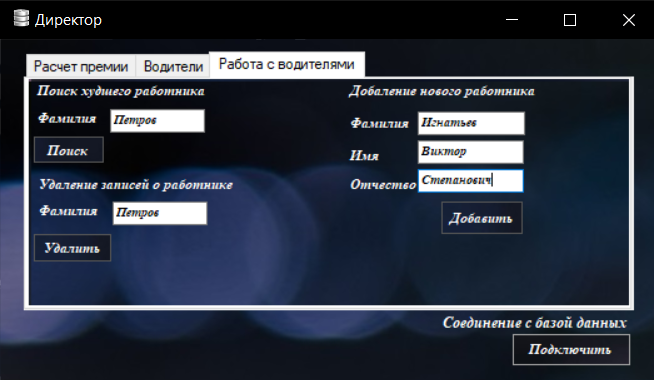 Директор
Расчет премии Водители Работа с водителями
Поиск худшего работника
Фамилия Петров
Поиск
Удаление записей о работнике
Фамилия Петров
Удалить
Добаление нового работника
Фамилия Игнатьев
Имя Виктор
Отчество Степанович
Добавить
Соединение с базой данных
Подключить